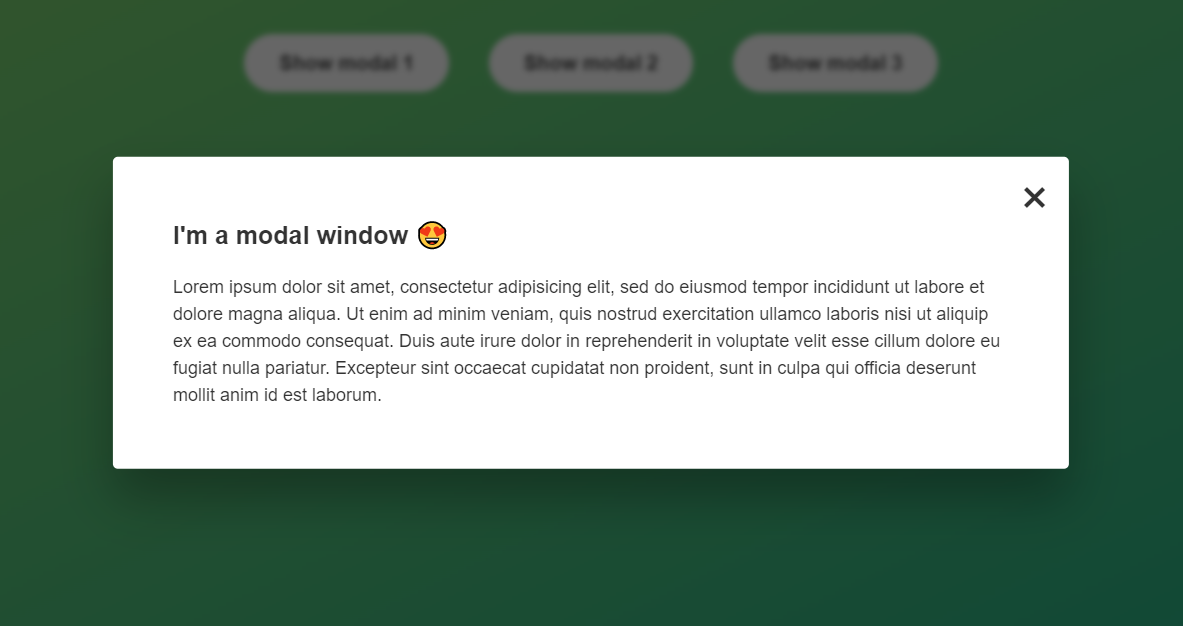 Show modal 1 Show modal 2 Show modal 3
I'm a modal window 😍
Lorem ipsum dolor sit amet, consectetur adipisicing elit, sed do eiusmod tempor incididunt ut labore et
dolore magna aliqua. Ut enim ad minim veniam, quis nostrud exercitation ullamco laboris nisi ut aliquip
ex ea commodo consequat. Duis aute irure dolor in reprehenderit in voluptate velit esse cillum dolore eu
fugiat nulla pariatur. Excepteur sint occaecat cupidatat non proident, sunt in culpa qui officia deserunt
mollit anim id est laborum.